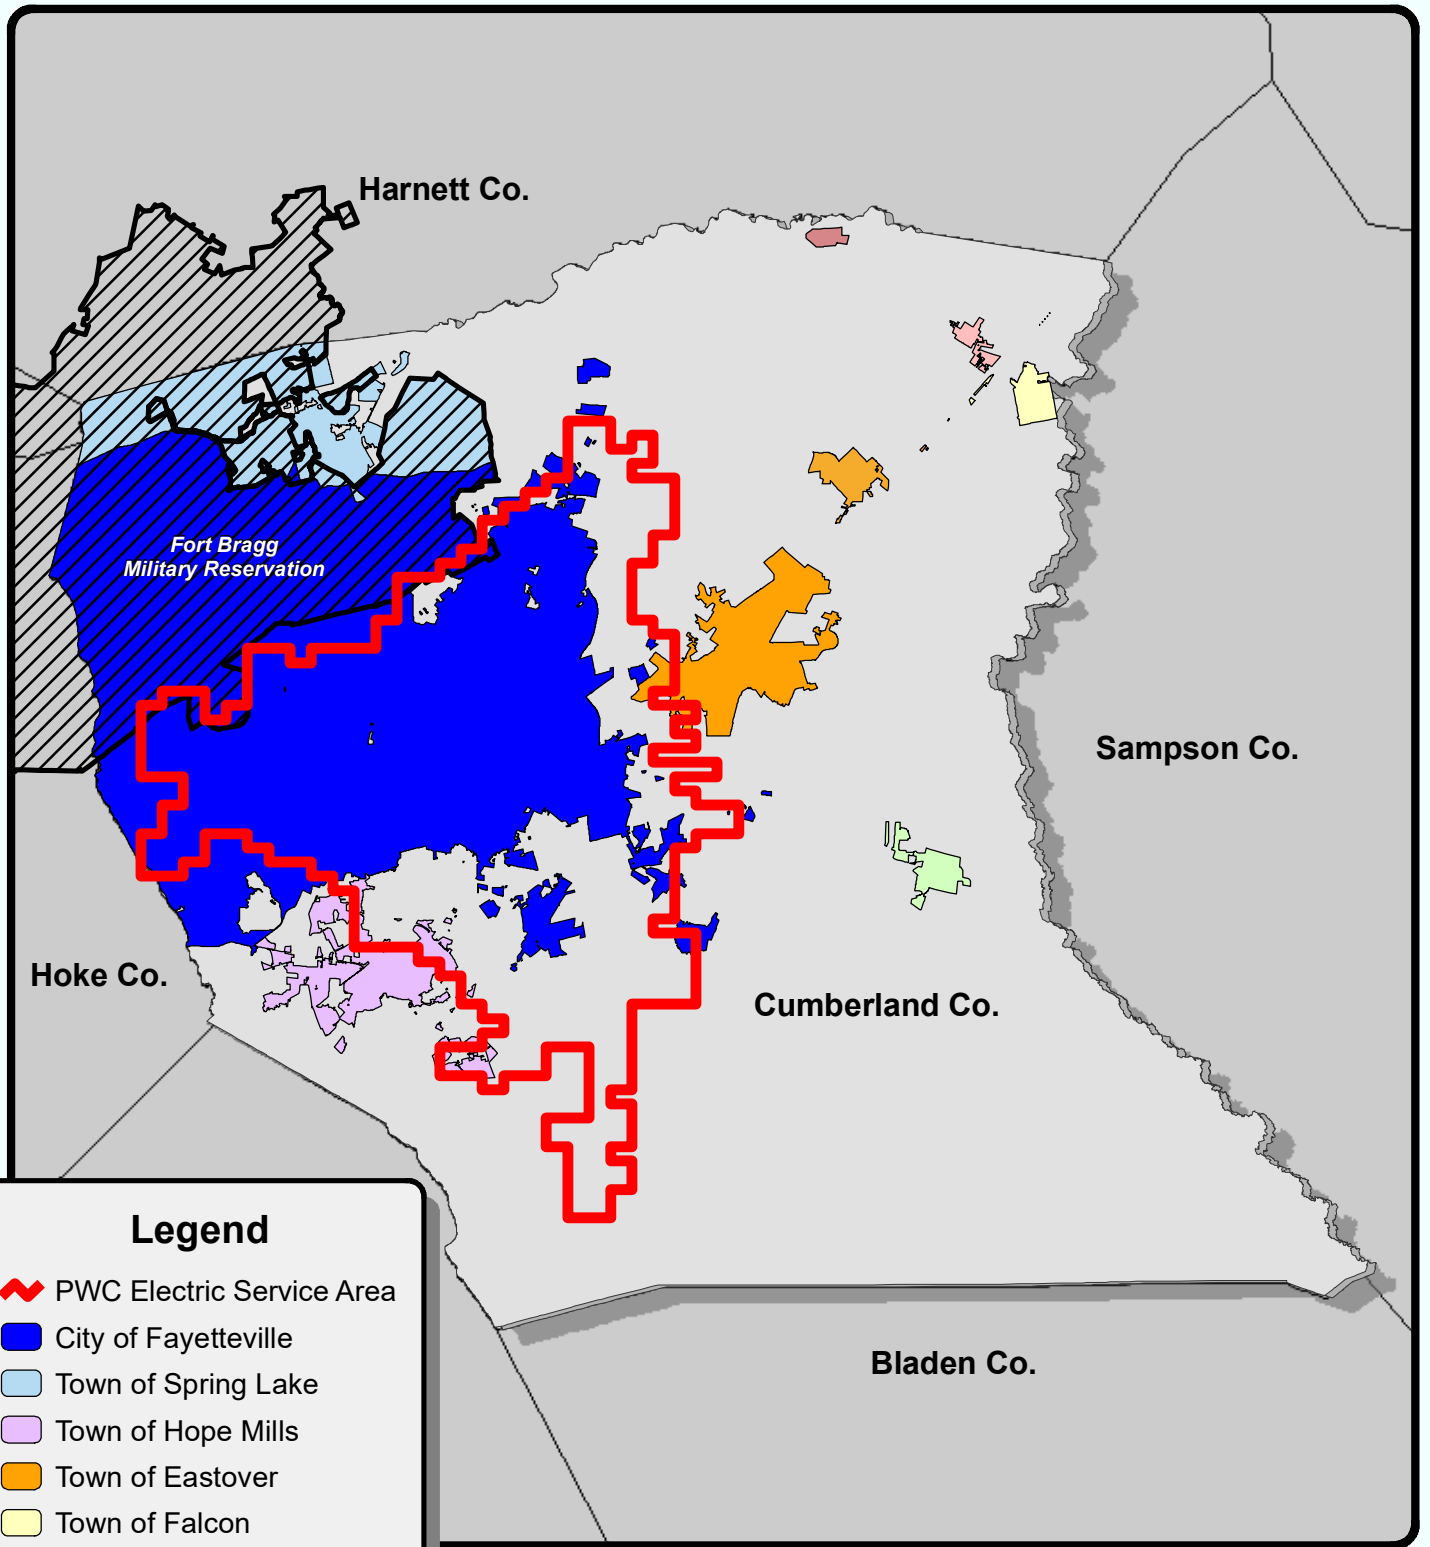 Harnett Co.
Fort Bragg
Military Reservation
Sampson Co.
Hoke Co.
Cumberland Co.
Bladen Co.
Legend
PWC Electric Service Area
City of Fayetteville
Town of Spring Lake
Town of Hope Mills
Town of Eastover
Town of Falcon